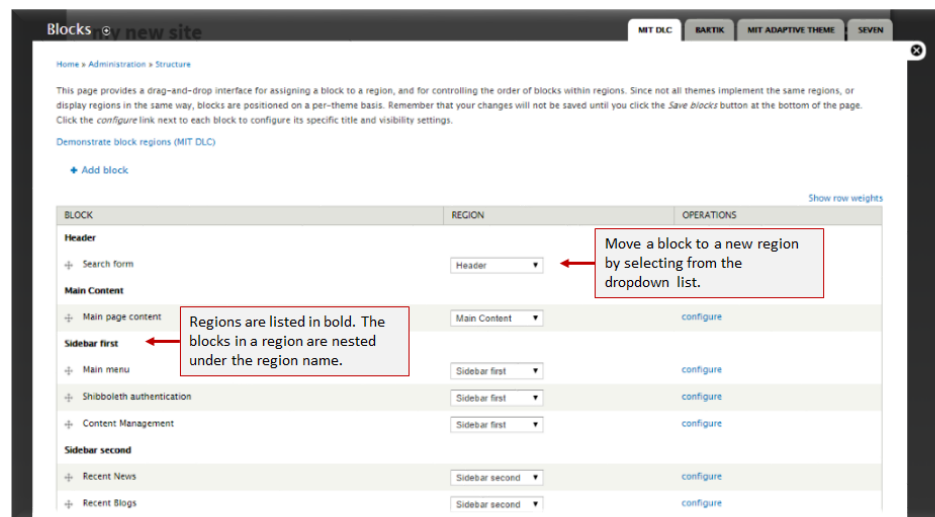 Blocks
my new site
MIT DLC
BARTIK
MIT ADAPTIVE THEME
SEVEN
Home » Administration » Structure
This page provides a drag-and-drop interface for assigning a block to a region, and for controlling the order of blocks within regions. Since not all themes implement the same regions, or
display regions in the same way, blocks are positioned on a per-theme basis. Remember that your changes will not be saved until you click the Save blocks button at the bottom of the page.
Click the configure link next to each block to configure its specific title and visibility settings.
Demonstrate block regions (MIT DLC)
+ Add block
Show row weights
BLOCK REGION OPERATIONS
Header
Search form Header
Move a block to a new region
by selecting from the
dropdown list.
Main Content
Main page content Main Content configure
Regions are listed in bold. The
blocks in a region are nested
under the region name.
Sidebar first
Main menu Sidebar first configure
Shibboleth authentication Sidebar first configure
Content Management Sidebar first configure
Sidebar second
Recent News Sidebar second configure
Recent Blogs Sidebar second configure